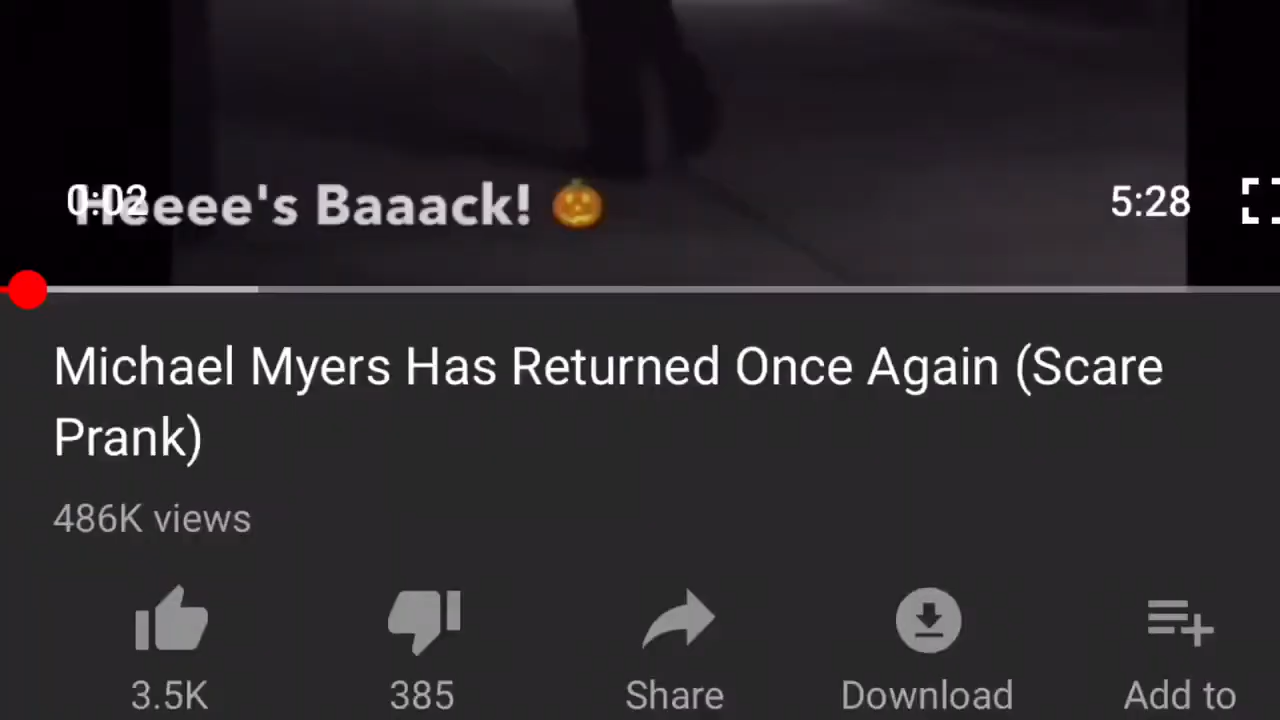 0:02
Heeee's Baaack! 🎃
5:28
Michael Myers Has Returned Once Again (Scare
Prank)
486K views
3.5K
385
Share
Download
Add to